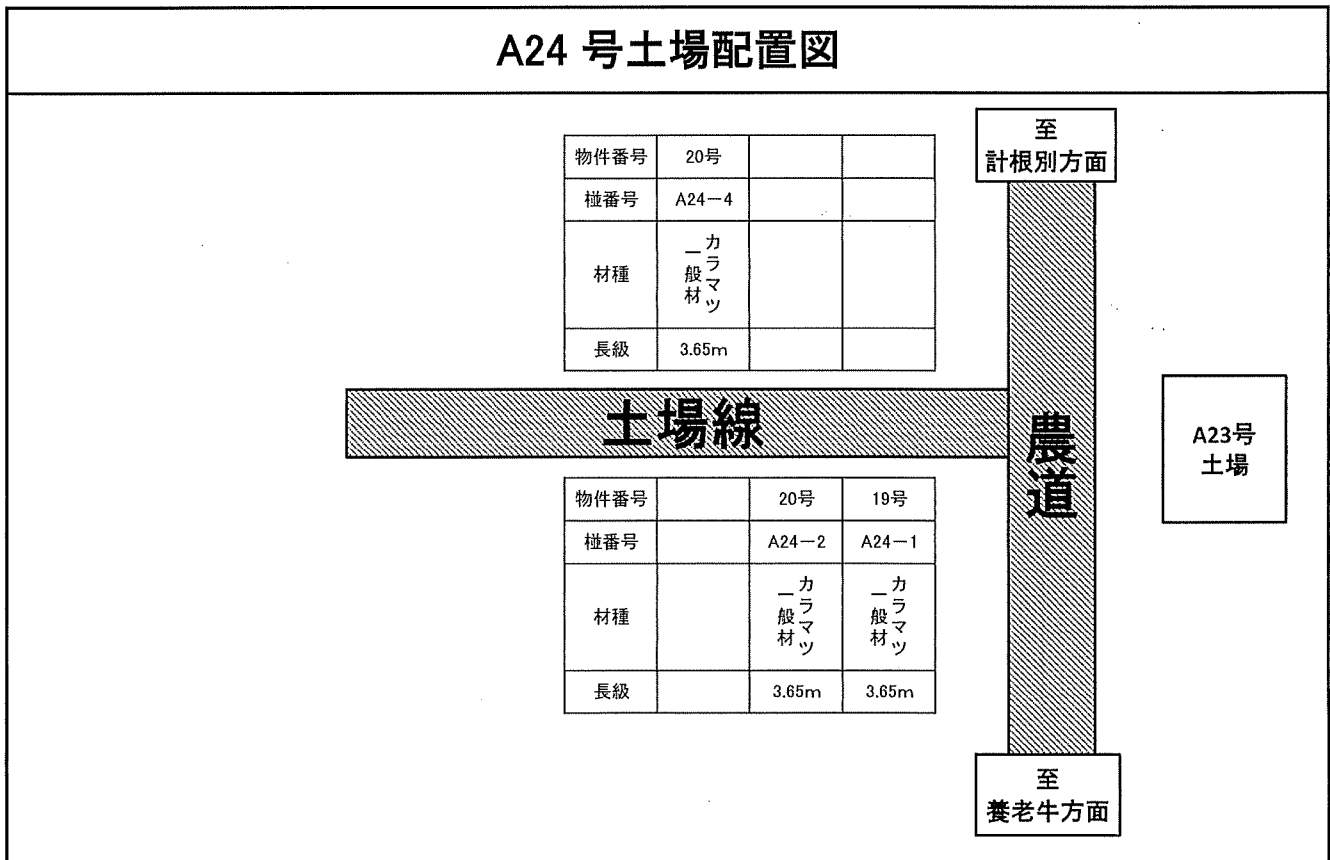 A24 号土場配置図
至
計根別方面
物件番号 20号
椪番号 A24－4
材種 カラマツ
一般材
長級 3.65m
土場線
農道
A23号
土場
物件番号 20号 19号
椪番号 A24－2 A24－1
材種 カラマツ
一般材 カラマツ
一般材
長級 3.65m 3.65m
至
養老牛方面